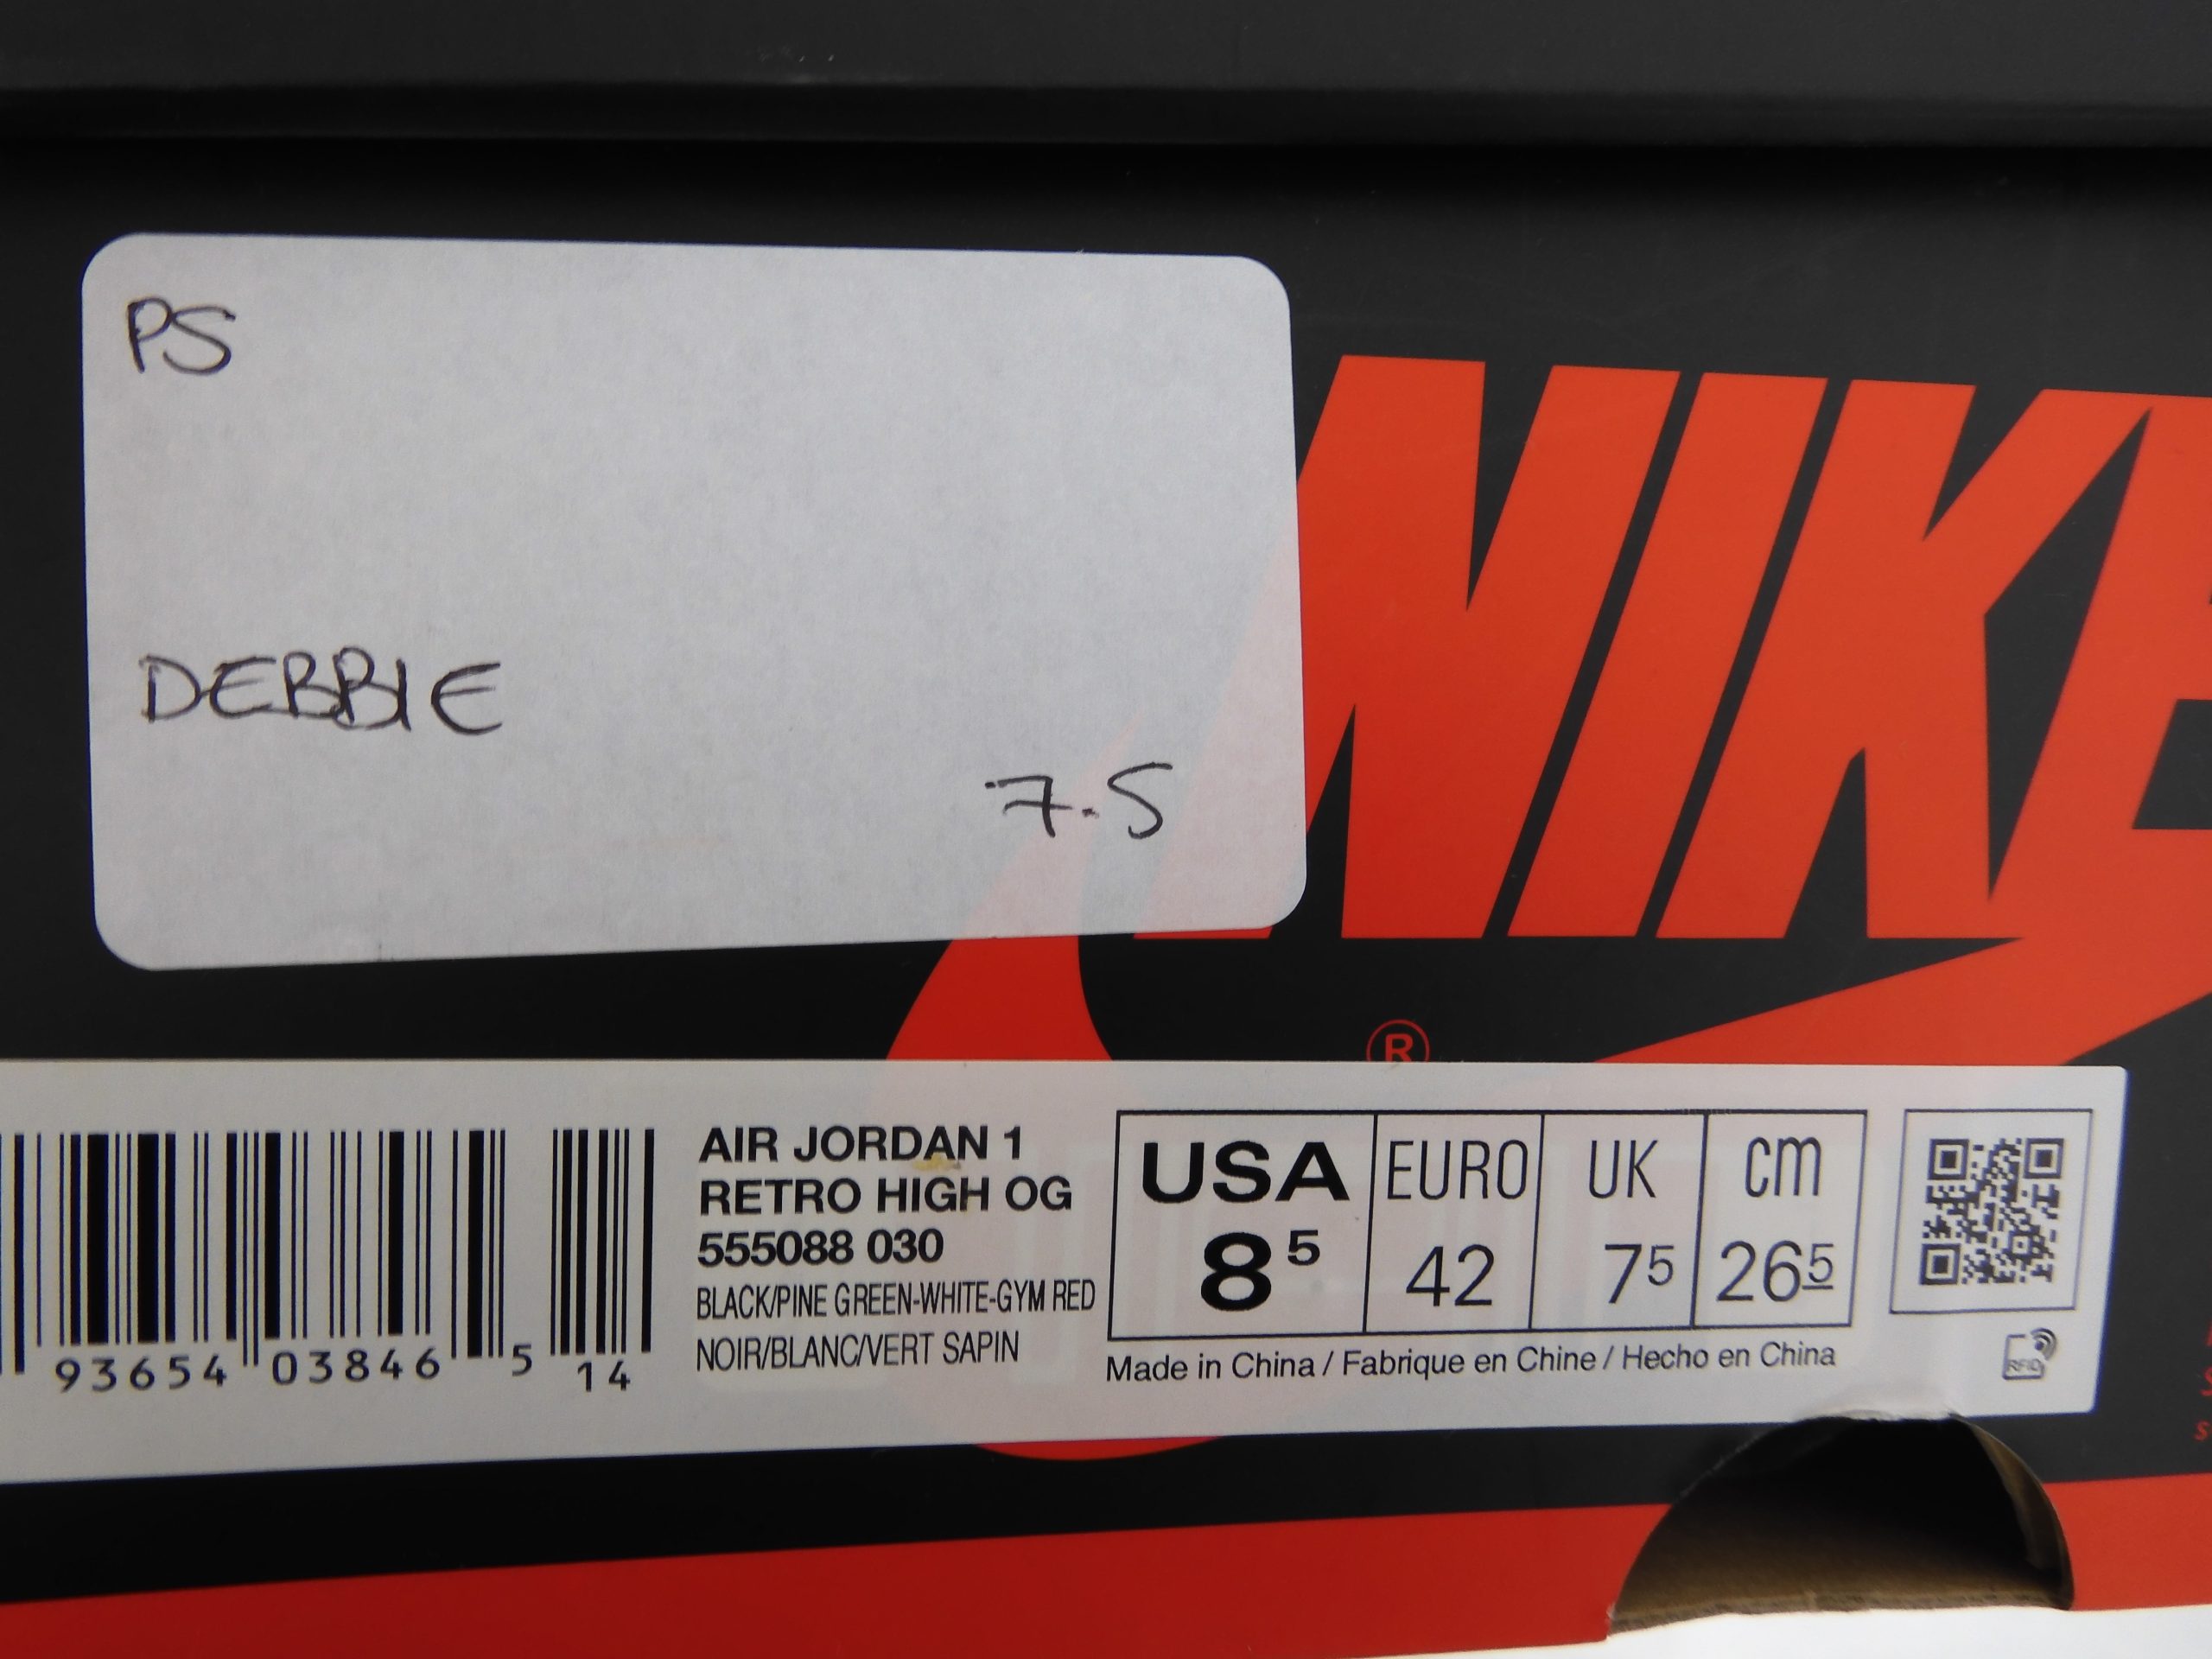 PS
DEBBIE
7.5
NIKE
®
AIR JORDAN 1
RETRO HIGH OG
555088 030
BLACK/PINE GREEN-WHITE-GYM RED
NOIR/BLANC/VERT SAPIN
93654 03846 5 14
USA EURO UK cm
8⁵ 42 7⁵ 26⁵
Made in China / Fabriqué en Chine / Hecho en China
RFID